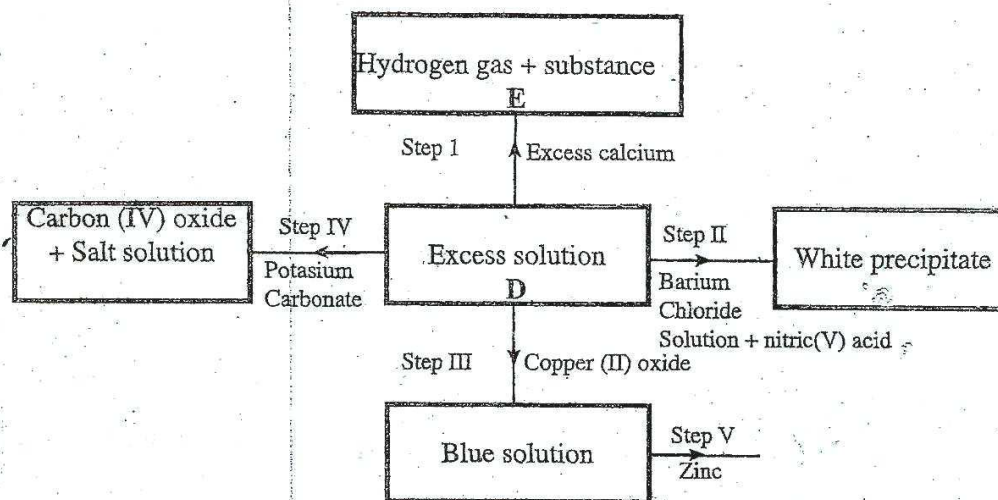 Hydrogen gas + substance
E
Step 1
Excess calcium
Carbon (IV) oxide
+ Salt solution
Step IV
Potasium
Carbonate
Excess solution
D
Step II
Barium
Chloride
Solution + nitric(V) acid
White precipitate
Step III
Copper (II) oxide
Blue solution
Step V
Zinc